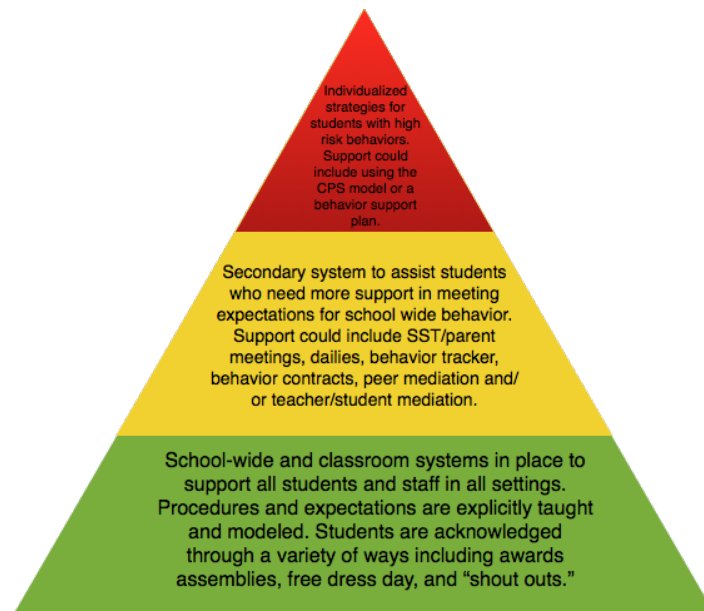 Individualized
strategies for
students with high
risk behaviors.
Support could
include using the
CPS model or a
behavior support
plan.
Secondary system to assist students
who need more support in meeting
expectations for school wide behavior.
Support could include SST/parent
meetings, dailies, behavior tracker,
behavior contracts, peer mediation and/
or teacher/student mediation.
School-wide and classroom systems in place to
support all students and staff in all settings.
Procedures and expectations are explicitly taught
and modeled. Students are acknowledged
through a variety of ways including awards
assemblies, free dress day, and “shout outs.”